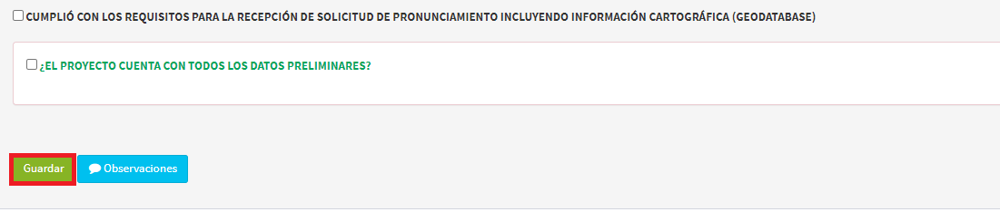 CUMPLIÓ CON LOS REQUISITOS PARA LA RECEPCIÓN DE SOLICITUD DE PRONUNCIAMIENTO INCLUYENDO INFORMACIÓN CARTOGRÁFICA (GEODATABASE)
¿EL PROYECTO CUENTA CON TODOS LOS DATOS PRELIMINARES?
Guardar Observaciones